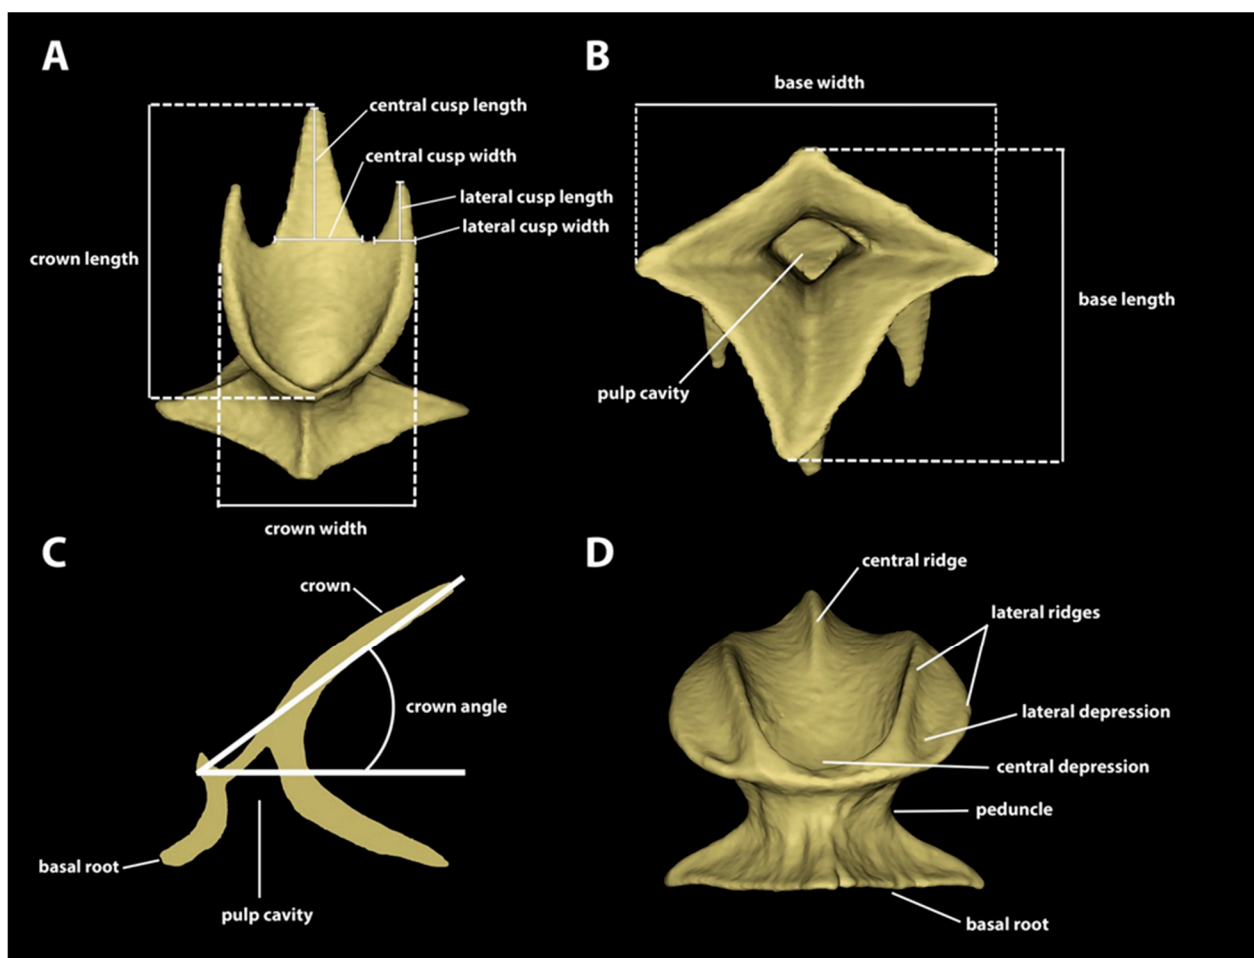 A
central cusp length
central cusp width
lateral cusp length
lateral cusp width
crown length
crown width
B
base width
base length
pulp cavity
C
crown
crown angle
basal root
pulp cavity
D
central ridge
lateral ridges
lateral depression
central depression
peduncle
basal root